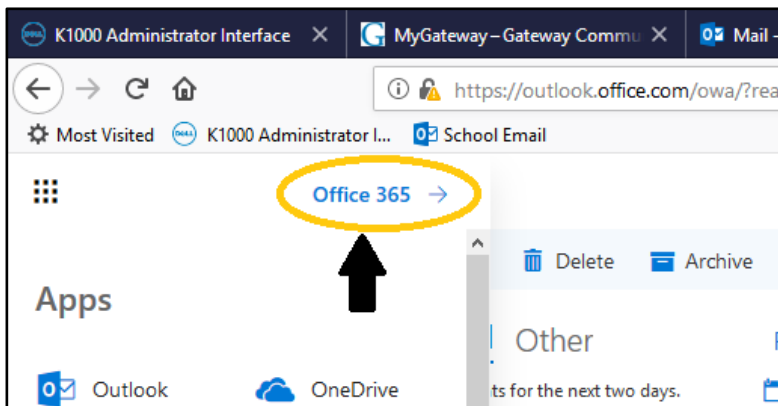 K1000 Administrator Interface MyGateway – Gateway Commu Mail -
https://outlook.office.com/owa/?rea
Most Visited K1000 Administrator I... School Email
Office 365 →
Delete Archive
Apps
Other
Outlook OneDrive ts for the next two days.